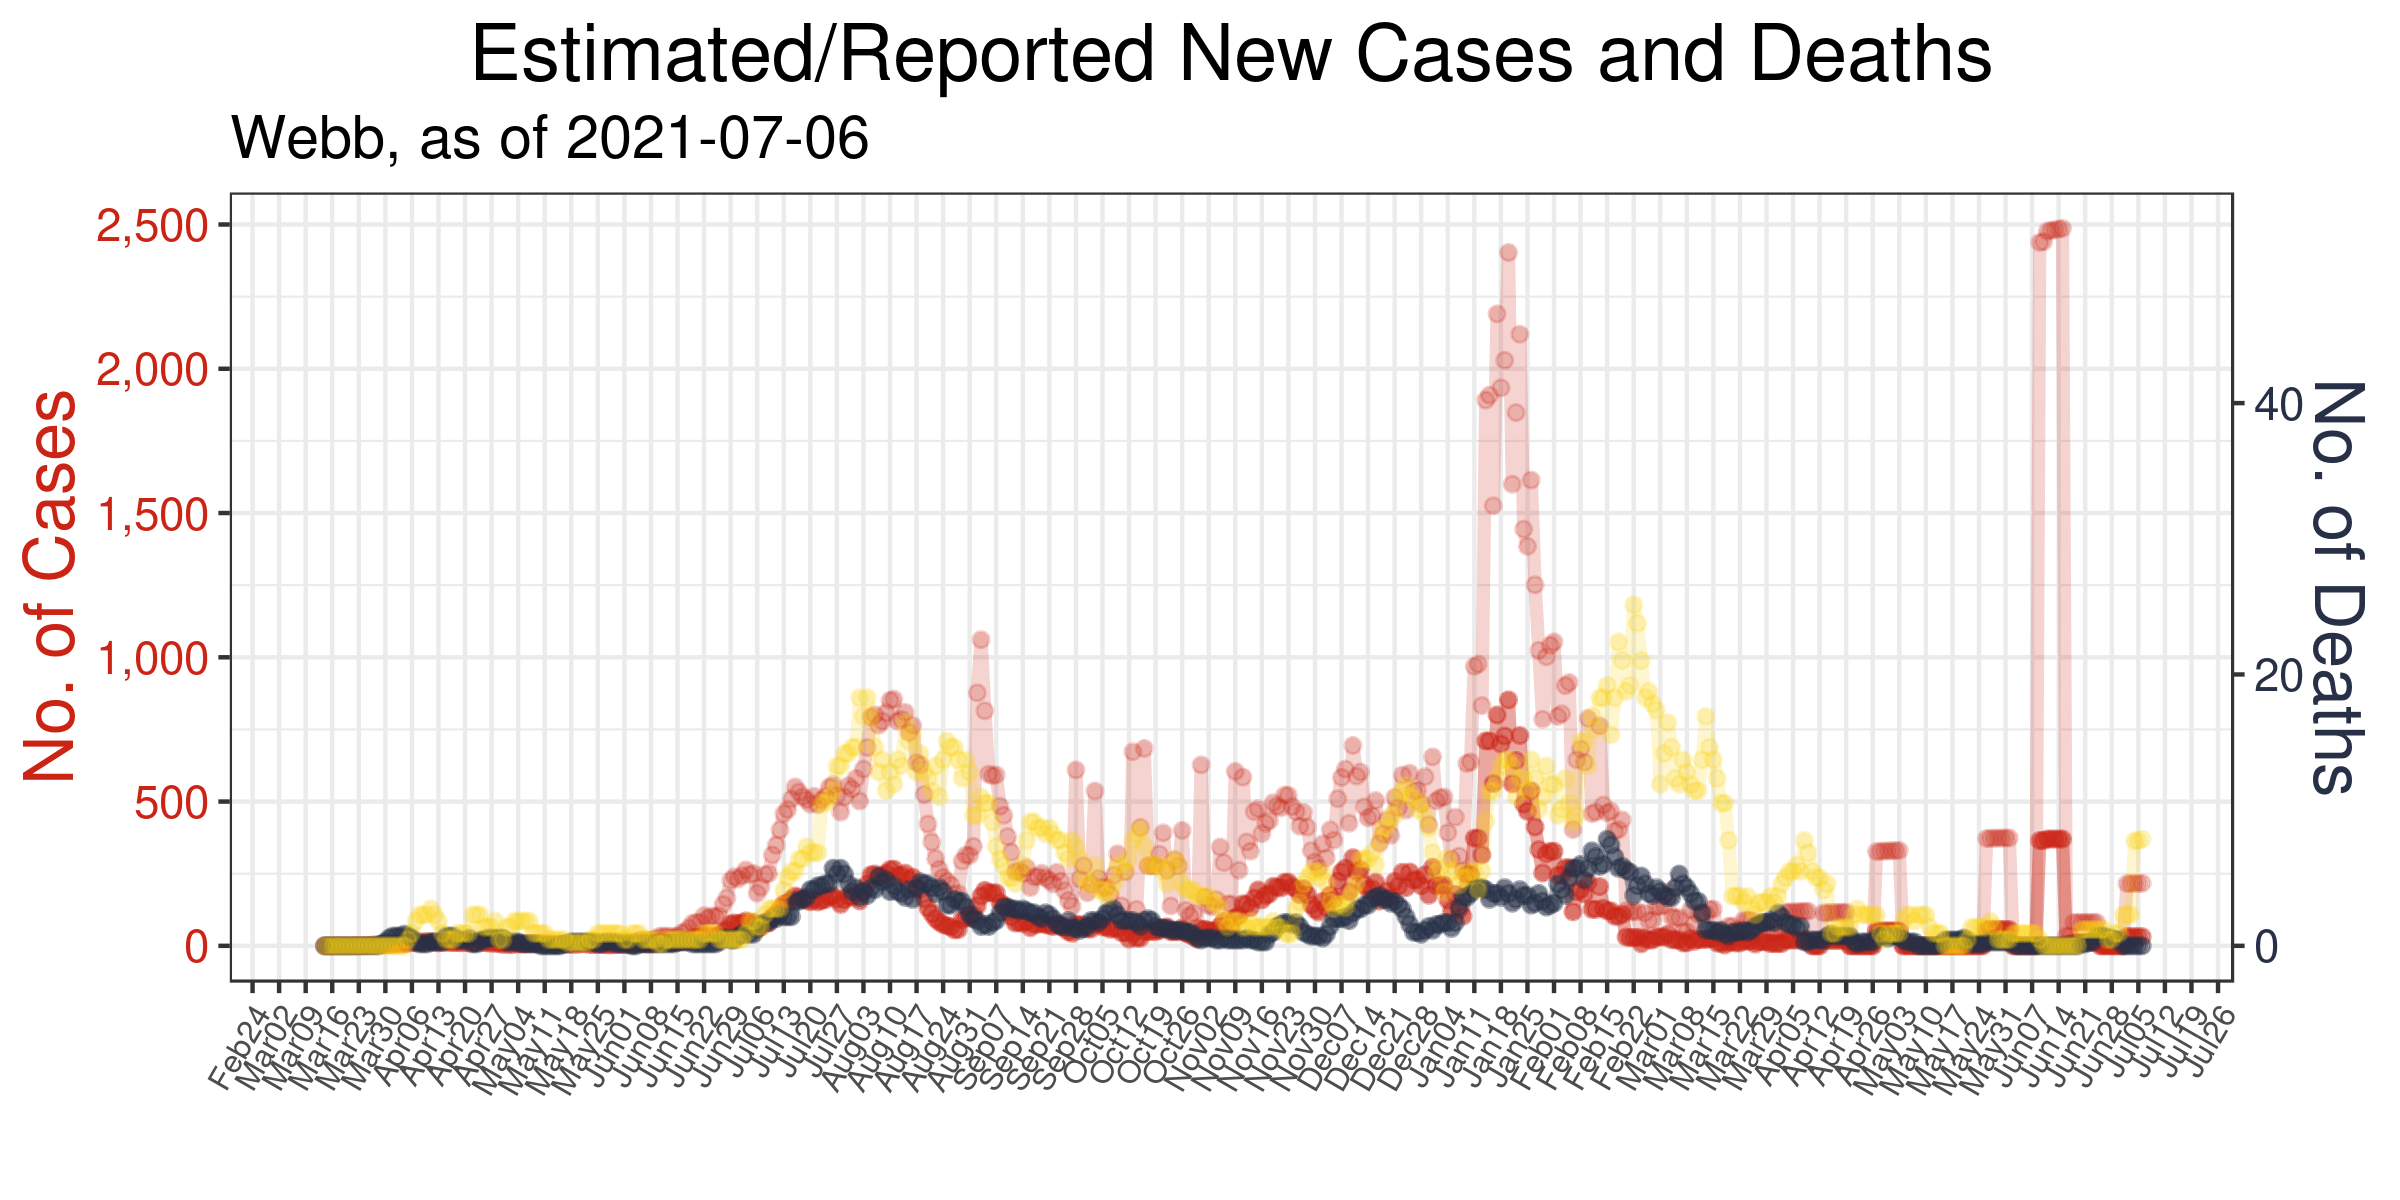 Estimated/Reported New Cases and Deaths
Webb, as of 2021-07-06
No. of Cases
2,500
2,000
1,500
1,000
500
0
40
20
0
No. of Deaths
Feb24
Mar02
Mar09
Mar16
Mar23
Mar30
Apr06
Apr13
Apr20
Apr27
May04
May11
May18
May25
Jun01
Jun08
Jun15
Jun22
Jun29
Jul06
Jul13
Jul20
Jul27
Aug03
Aug10
Aug17
Aug24
Aug31
Sep07
Sep14
Sep21
Sep28
Oct05
Oct12
Oct19
Oct26
Nov02
Nov09
Nov16
Nov23
Nov30
Dec07
Dec14
Dec21
Dec28
Jan04
Jan11
Jan18
Jan25
Feb01
Feb08
Feb15
Feb22
Mar01
Mar08
Mar15
Mar22
Mar29
Apr05
Apr12
Apr19
Apr26
May03
May10
May17
May24
May31
Jun07
Jun14
Jun21
Jun28
Jul05
Jul12
Jul19
Jul26